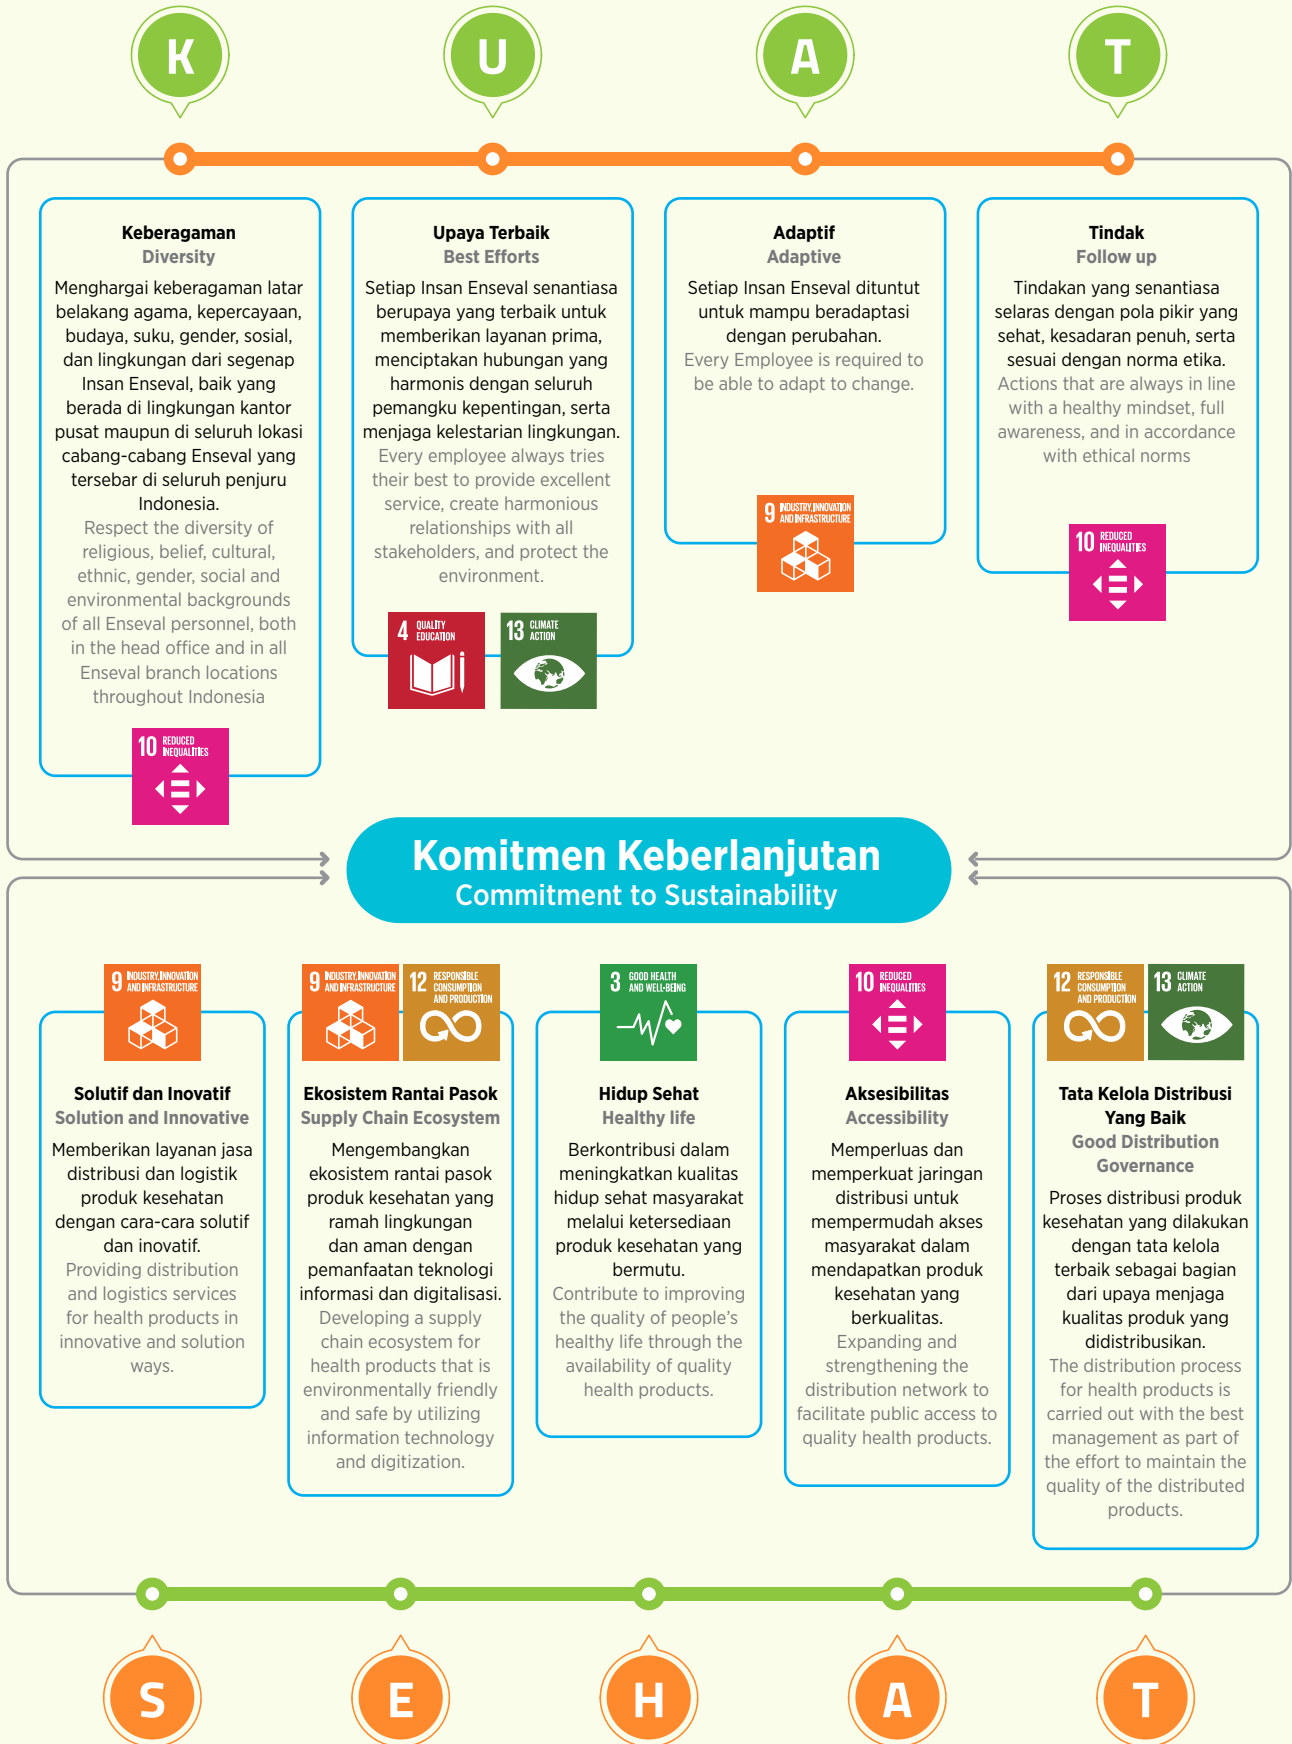 K
U
A
T
Keberagaman
Diversity
Menghargai keberagaman latar
belakang agama, kepercayaan,
budaya, suku, gender, sosial,
dan lingkungan dari segenap
Insan Enseval, baik yang
berada di lingkungan kantor
pusat maupun di seluruh lokasi
cabang-cabang Enseval yang
tersebar di seluruh penjuru
Indonesia.
Respect the diversity of
religious, belief, cultural,
ethnic, gender, social and
environmental backgrounds
of all Enseval personnel, both
in the head office and in all
Enseval branch locations
throughout Indonesia
10 REDUCED
INEQUALITIES
Upaya Terbaik
Best Efforts
Setiap Insan Enseval senantiasa
berupaya yang terbaik untuk
memberikan layanan prima,
menciptakan hubungan yang
harmonis dengan seluruh
pemangku kepentingan, serta
menjaga kelestarian lingkungan.
Every employee always tries
their best to provide excellent
service, create harmonious
relationships with all
stakeholders, and protect the
environment.
4 QUALITY
EDUCATION
13 CLIMATE
ACTION
Adaptif
Adaptive
Setiap Insan Enseval dituntut
untuk mampu beradaptasi
dengan perubahan.
Every Employee is required to
be able to adapt to change.
9 INDUSTRY, INNOVATION
AND INFRASTRUCTURE
Tindak
Follow up
Tindakan yang senantiasa
selaras dengan pola pikir yang
sehat, kesadaran penuh, serta
sesuai dengan norma etika.
Actions that are always in line
with a healthy mindset, full
awareness, and in accordance
with ethical norms
10 REDUCED
INEQUALITIES
Komitmen Keberlanjutan
Commitment to Sustainability
9 INDUSTRY, INNOVATION
AND INFRASTRUCTURE
Solutif dan Inovatif
Solution and Innovative
Memberikan layanan jasa
distribusi dan logistik
produk kesehatan
dengan cara-cara solutif
dan inovatif.
Providing distribution
and logistics services
for health products in
innovative and solution
ways.
9 INDUSTRY, INNOVATION
AND INFRASTRUCTURE
12 RESPONSIBLE
CONSUMPTION
AND PRODUCTION
Ekosistem Rantai Pasok
Supply Chain Ecosystem
Mengembangkan
ekosistem rantai pasok
produk kesehatan yang
ramah lingkungan
dan aman dengan
pemanfaatan teknologi
informasi dan digitalisasi.
Developing a supply
chain ecosystem for
health products that is
environmentally friendly
and safe by utilizing
information technology
and digitization.
3 GOOD HEALTH
AND WELL-BEING
Hidup Sehat
Healthy life
Berkontribusi dalam
meningkatkan kualitas
hidup sehat masyarakat
melalui ketersediaan
produk kesehatan yang
bermutu.
Contribute to improving
the quality of people's
healthy life through the
availability of quality
health products.
10 REDUCED
INEQUALITIES
Aksesibilitas
Accessibility
Memperluas dan
memperkuat jaringan
distribusi untuk
mempermudah akses
masyarakat dalam
mendapatkan produk
kesehatan yang
berkualitas.
Expanding and
strengthening the
distribution network to
facilitate public access to
quality health products.
12 RESPONSIBLE
CONSUMPTION
AND PRODUCTION
13 CLIMATE
ACTION
Tata Kelola Distribusi
Yang Baik
Good Distribution
Governance
Proses distribusi produk
kesehatan yang dilakukan
dengan tata kelola
terbaik sebagai bagian
dari upaya menjaga
kualitas produk yang
didistribusikan.
The distribution process
for health products is
carried out with the best
management as part of
the effort to maintain the
quality of the distributed
products.
S
E
H
A
T